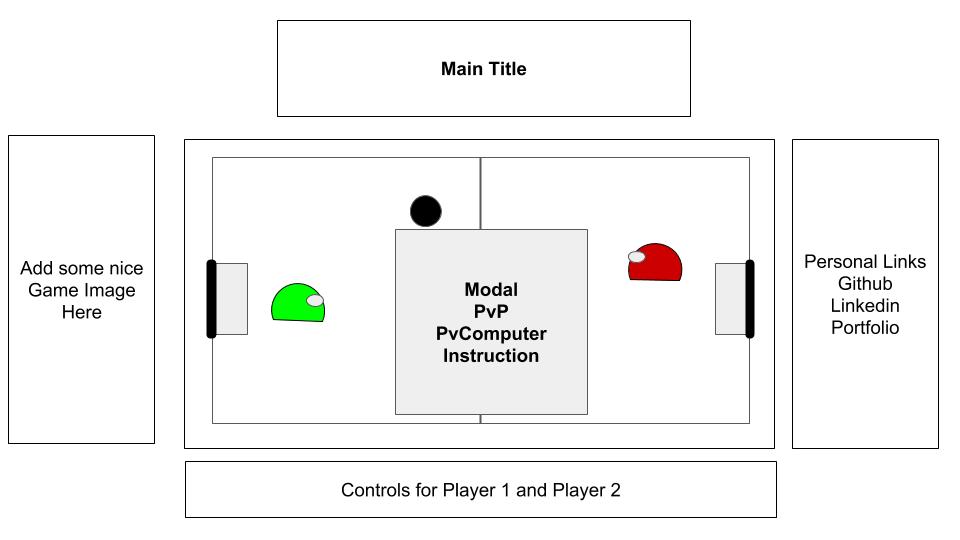 Main Title
Add some nice
Game Image
Here
Modal
PvP
PvComputer
Instruction
Personal Links
Github
Linkedin
Portfolio
Controls for Player 1 and Player 2